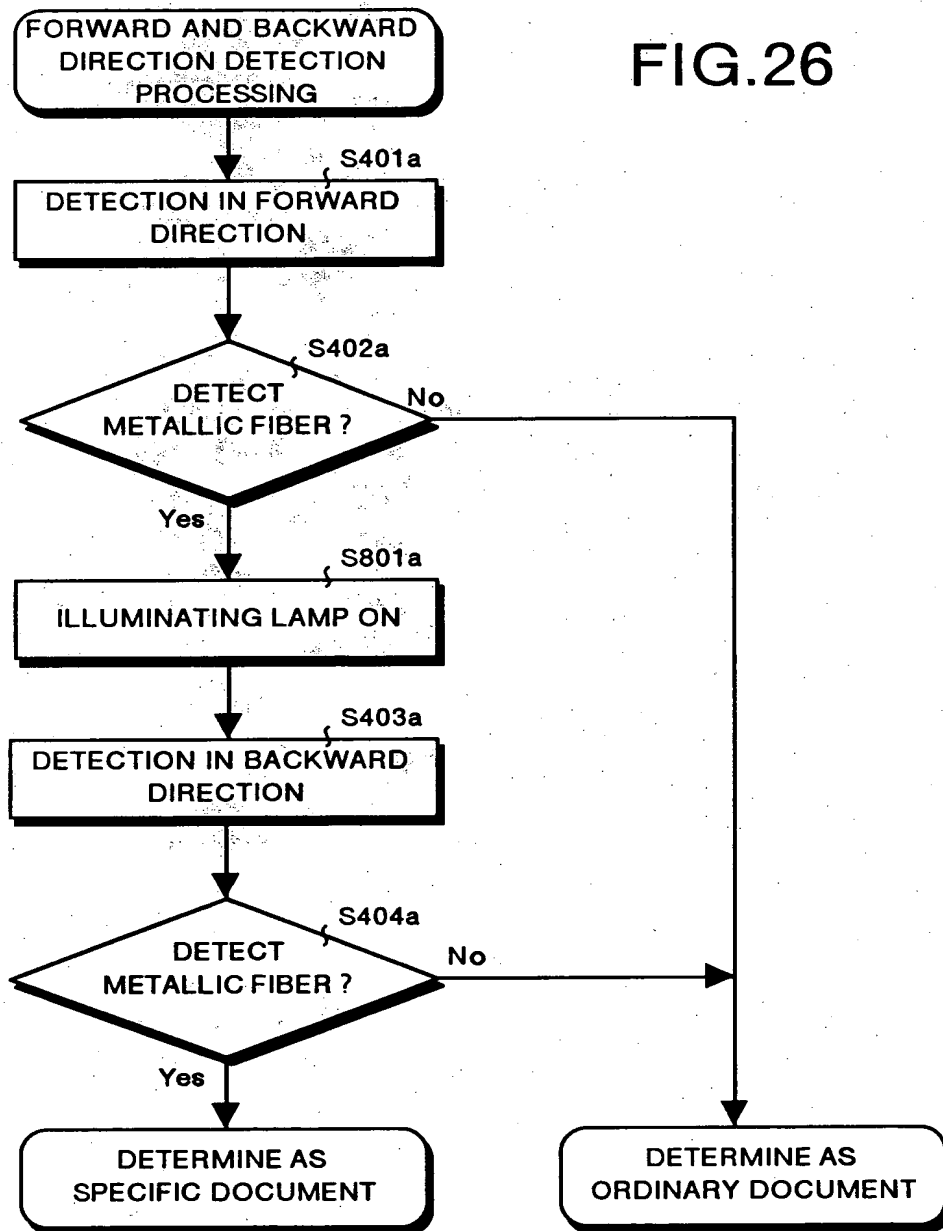 FORWARD AND BACKWARD
DIRECTION DETECTION
PROCESSING
FIG.26
S401a
DETECTION IN FORWARD
DIRECTION
S402a
DETECT
METALLIC FIBER ?
No
Yes
S801a
ILLUMINATING LAMP ON
S403a
DETECTION IN BACKWARD
DIRECTION
S404a
DETECT
METALLIC FIBER ?
No
Yes
DETERMINE AS
SPECIFIC DOCUMENT
DETERMINE AS
ORDINARY DOCUMENT